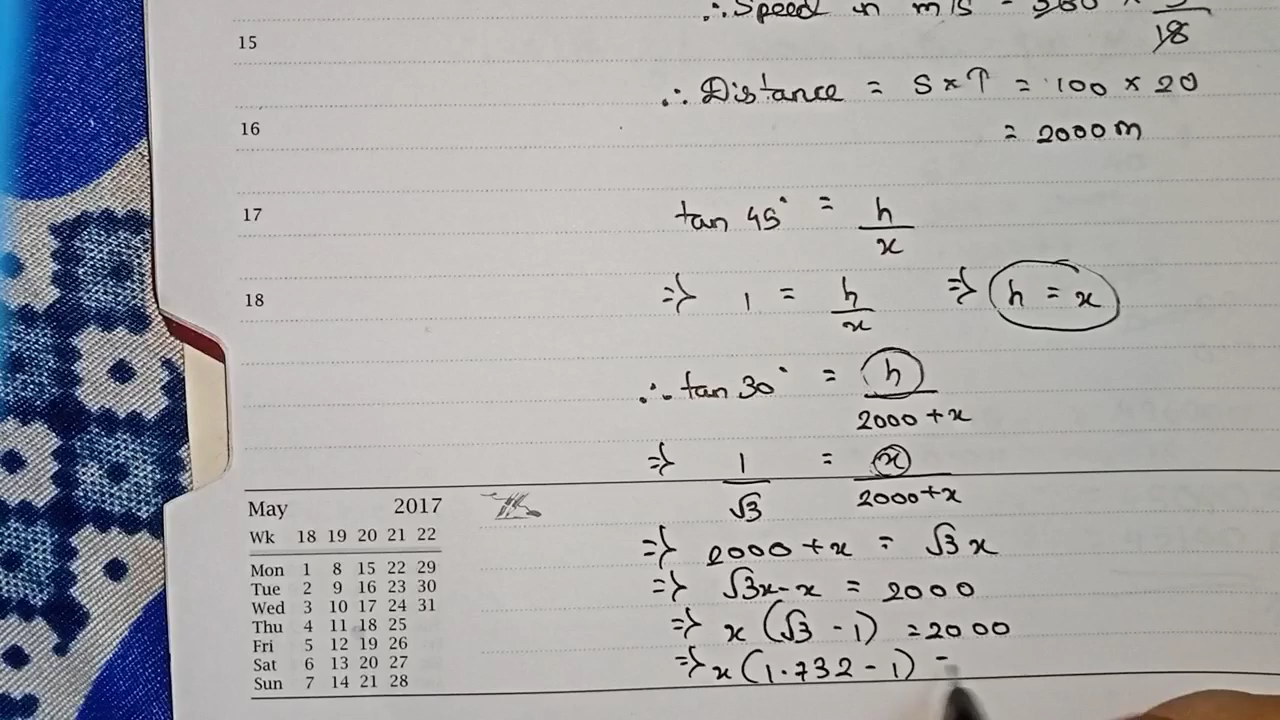 ∴ Speed in m/s = 360 × 5/18
15
∴ Distance = S × T = 100 × 20
16
= 2000 m
17
tan 45° = h/x
18
⇒ 1 = h/x ⇒ h = x
∴ tan 30° = h/2000 + x
⇒ 1/√3 = x/2000 + x
May 2017
Wk 18 19 20 21 22
Mon 1 8 15 22 29
Tue 2 9 16 23 30
Wed 3 10 17 24 31
Thu 4 11 18 25
Fri 5 12 19 26
Sat 6 13 20 27
Sun 7 14 21 28
⇒ 2000 + x = √3 x
⇒ √3x - x = 2000
⇒ x (√3 - 1) = 2000
⇒ x (1.732 - 1) =